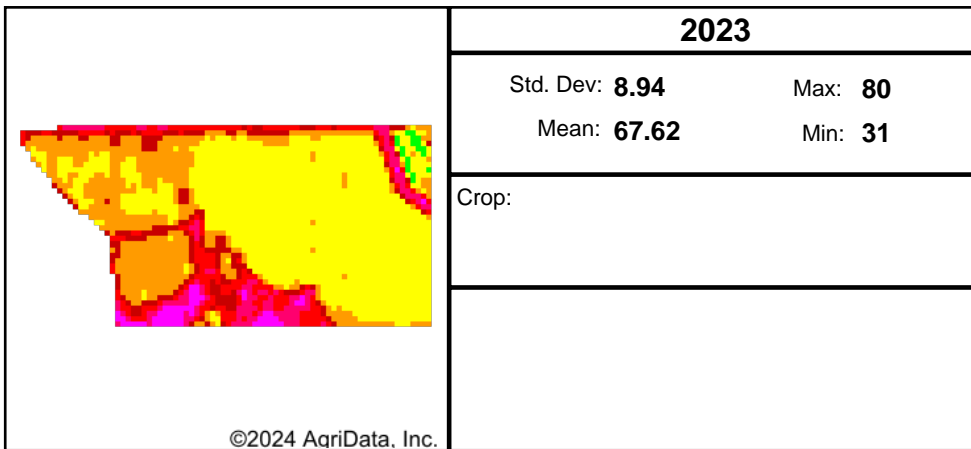 2023
Std. Dev: 8.94 Max: 80
Mean: 67.62 Min: 31
Crop:
©2024 AgriData, Inc.